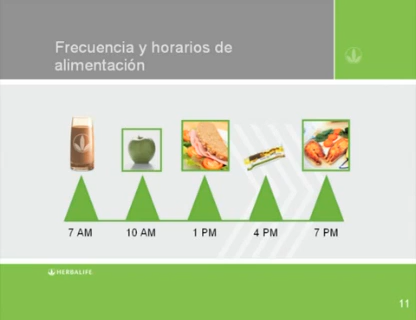 Frecuencia y horarios de
alimentación
7 AM
10 AM
1 PM
4 PM
7 PM
HERBALIFE.
11